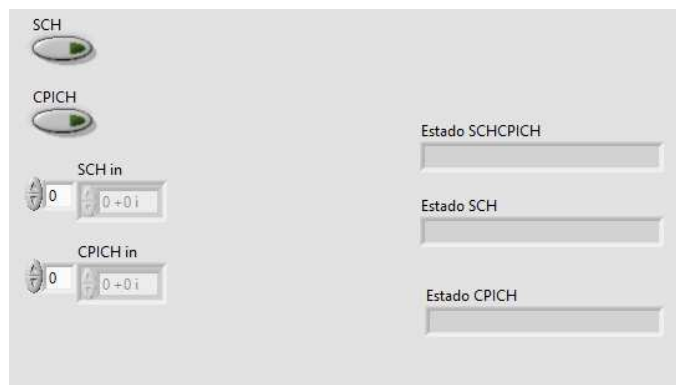 SCH
CPICH
SCH in
0
0 +0 i
CPICH in
0
0 +0 i
Estado SCHCPICH
Estado SCH
Estado CPICH